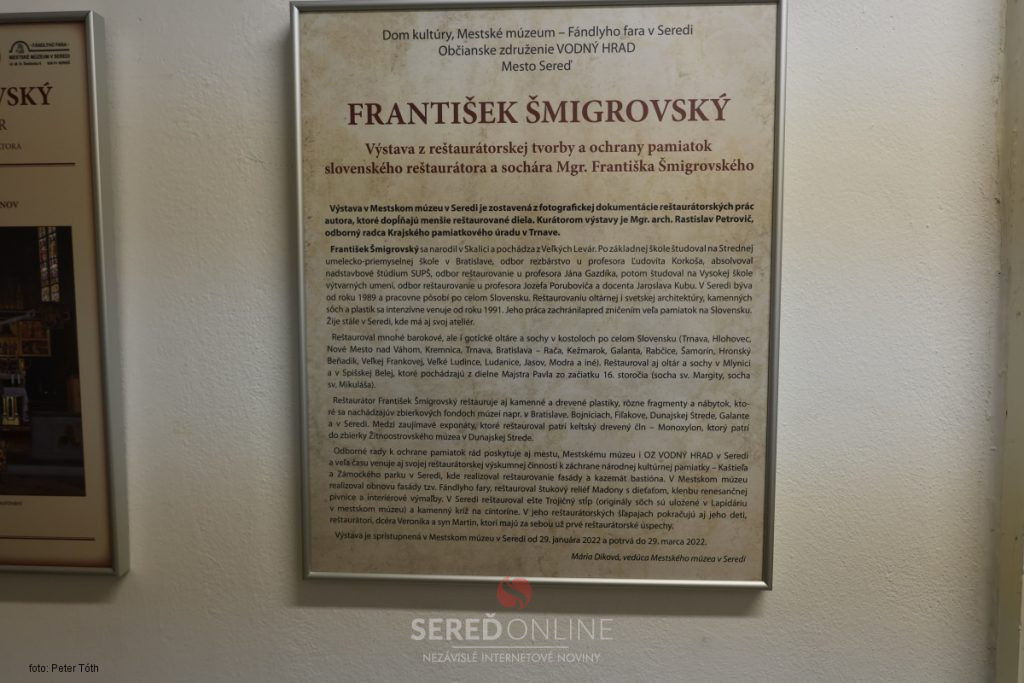 FÁNDLYHO FARA
MESTSKÉ MÚZEUM V SEREDI
VSKÝ
R
TORA
NOV
Dom kultúry, Mestské múzeum – Fándlyho fara v Seredi
Občianske združenie VODNÝ HRAD
Mesto Sereď
FRANTIŠEK ŠMIGROVSKÝ
Výstava z reštaurátorskej tvorby a ochrany pamiatok
slovenského reštaurátora a sochára Mgr. Františka Šmigrovského
Výstava v Mestskom múzeu v Seredi je zostavená z fotografickej dokumentácie reštaurátorských prác
autora, ktoré dopĺňajú menšie reštaurované diela. Kurátorom výstavy je Mgr. arch. Rastislav Petrovič,
odborný radca Krajského pamiatkového úradu v Trnave.
František Šmigrovský sa narodil v Skalici a pochádza z Veľkých Levár. Po základnej škole študoval na Strednej
umelecko-priemyselnej škole v Bratislave, odbor rezbárstvo u profesora Ľudovíta Korkoša, absolvoval
nadstavbové štúdium SUPŠ, odbor reštaurovanie u profesora Jána Gazdíka, potom študoval na Vysokej škole
výtvarných umení, odbor reštaurovanie u profesora Jozefa Poruboviča a docenta Jaroslava Kubu. V Seredi býva
od roku 1989 a pracovne pôsobí po celom Slovensku. Reštaurovaniu oltárnej i svetskej architektúry, kamenných
sôch a plastík sa intenzívne venuje od roku 1991. Jeho práca zachránilapred zničením veľa pamiatok na Slovensku.
Žije stále v Seredi, kde má aj svoj ateliér.
Reštauroval mnohé barokové, ale i gotické oltáre a sochy v kostoloch po celom Slovensku (Trnava, Hlohovec,
Nové Mesto nad Váhom, Kremnica, Trnava, Bratislava – Rača, Kežmarok, Galanta, Rabčice, Šamorín, Hronský
Beňadik, Veľkej Frankovej, Veľké Ludince, Ludanice, Jasov, Modra a iné). Reštauroval aj oltár a sochy v Mlynici
a v Spišskej Belej, ktoré pochádzajú z dielne Majstra Pavla zo začiatku 16. storočia (socha sv. Margity, socha
sv. Mikuláša).
Reštaurátor František Šmigrovský reštauruje aj kamenné a drevené plastiky, rôzne fragmenty a nábytok, kto-
ré sa nachádzajúv zbierkových fondoch múzeí napr. v Bratislave. Bojniciach, Fiľakove, Dunajskej Strede, Galante
a v Seredi. Medzi zaujímavé exponáty, ktoré reštauroval patrí keltský drevený čln – Monoxylon, ktorý patrí
do zbierky Žitnoostrovského múzea v Dunajskej Strede.
Odborné rady k ochrane pamiatok rád poskytuje aj mestu, Mestskému múzeu i OZ VODNÝ HRAD v Seredi
a veľa času venuje aj svojej reštaurátorskej výskumnej činnosti k záchrane národnej kultúrnej pamiatky – Kaštieľa
a Zámockého parku v Seredi, kde realizoval reštaurovanie fasády a kazemát bastióna. V Mestskom múzeu
realizoval obnovu fasády tzv. Fándlyho fary, reštauroval štukový reliéf Madony s dieťaťom, klenbu renesančnej
pivnice a interiérové výmaľby. V Seredi reštauroval ešte Trojičný stĺp (originály sôch sú uložené v Lapidáriu
v mestskom múzeu) a kamenný kríž na cintoríne. V jeho reštaurátorských šľapajach pokračujú aj jeho deti,
reštaurátori, dcéra Veronika a syn Martin, ktorí majú za sebou už prvé reštaurátorské úspechy.
Výstava je sprístupnená v Mestskom múzeu v Seredi od 29. januára 2022 a potrvá do 29. marca 2022.
Mária Diková, vedúca Mestského múzea v Seredi
SEREĎ ONLINE
NEZÁVISLÉ INTERNETOVÉ NOVINY
foto: Peter Tóth